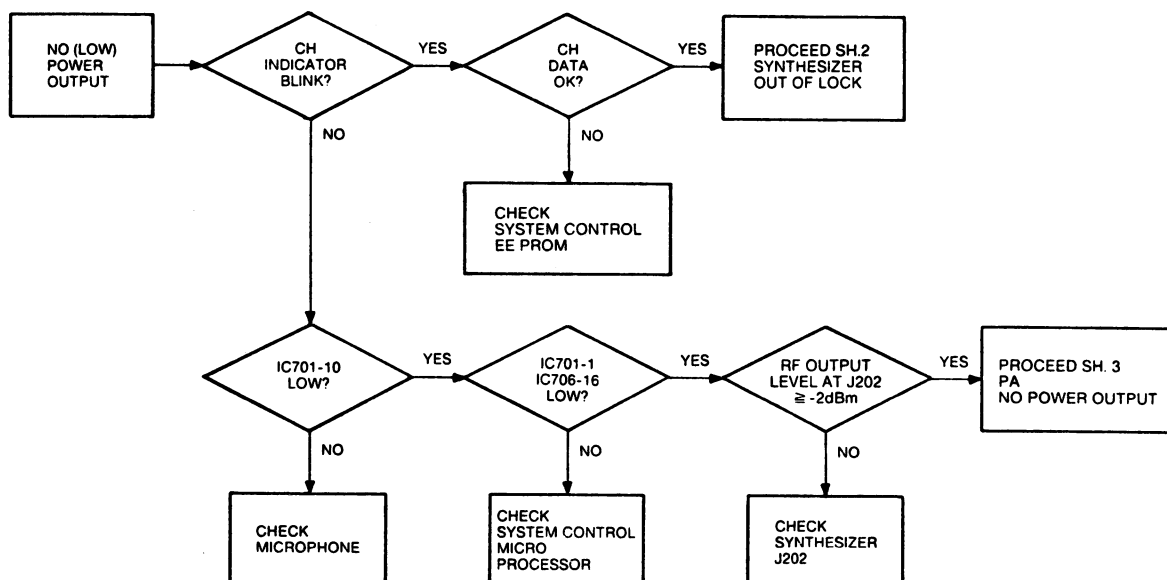 NO (LOW)
POWER
OUTPUT
CH
INDICATOR
BLINK?
YES
CH
DATA
OK?
YES
PROCEED SH.2
SYNTHESIZER
OUT OF LOCK
NO
NO
CHECK
SYSTEM CONTROL
EE PROM
IC701-10
LOW?
YES
IC701-1
IC706-16
LOW?
YES
RF OUTPUT
LEVEL AT J202
≧ -2dBm
YES
PROCEED SH. 3
PA
NO POWER OUTPUT
NO
NO
NO
CHECK
MICROPHONE
CHECK
SYSTEM CONTROL
MICRO
PROCESSOR
CHECK
SYNTHESIZER
J202